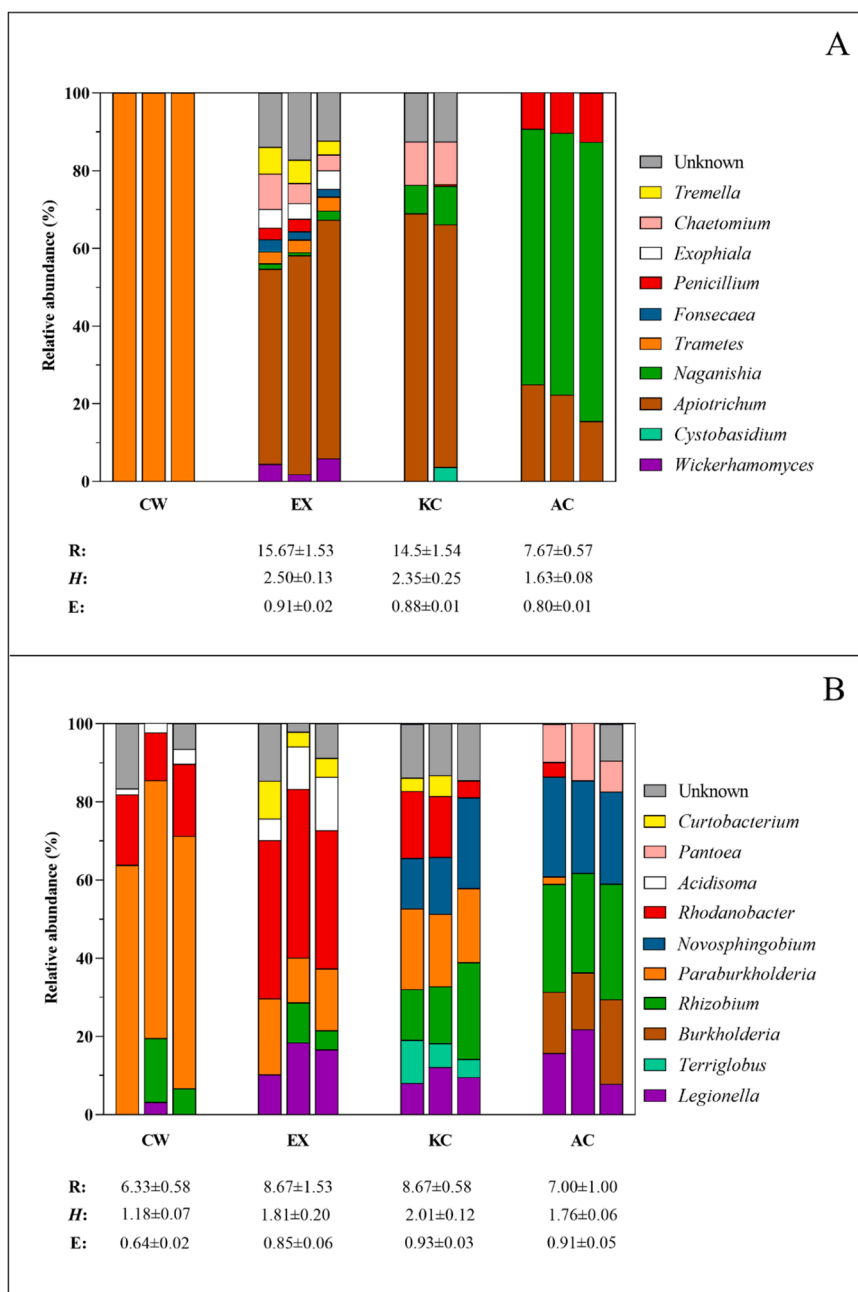 A
Relative abundance (%)
100
80
60
40
20
0
CW EX KC AC
Unknown
Tremella
Chaetomium
Exophiala
Penicillium
Fonsecaea
Trametes
Naganishia
Apiotrichum
Cystobasidium
Wickerhamomyces
R: 15.67±1.53 14.5±1.54 7.67±0.57
H: 2.50±0.13 2.35±0.25 1.63±0.08
E: 0.91±0.02 0.88±0.01 0.80±0.01
B
Relative abundance (%)
100
80
60
40
20
0
CW EX KC AC
Unknown
Curtobacterium
Pantoea
Acidisoma
Rhodanobacter
Novosphingobium
Paraburkholderia
Rhizobium
Burkholderia
Terriglobus
Legionella
R: 6.33±0.58 8.67±1.53 8.67±0.58 7.00±1.00
H: 1.18±0.07 1.81±0.20 2.01±0.12 1.76±0.06
E: 0.64±0.02 0.85±0.06 0.93±0.03 0.91±0.05